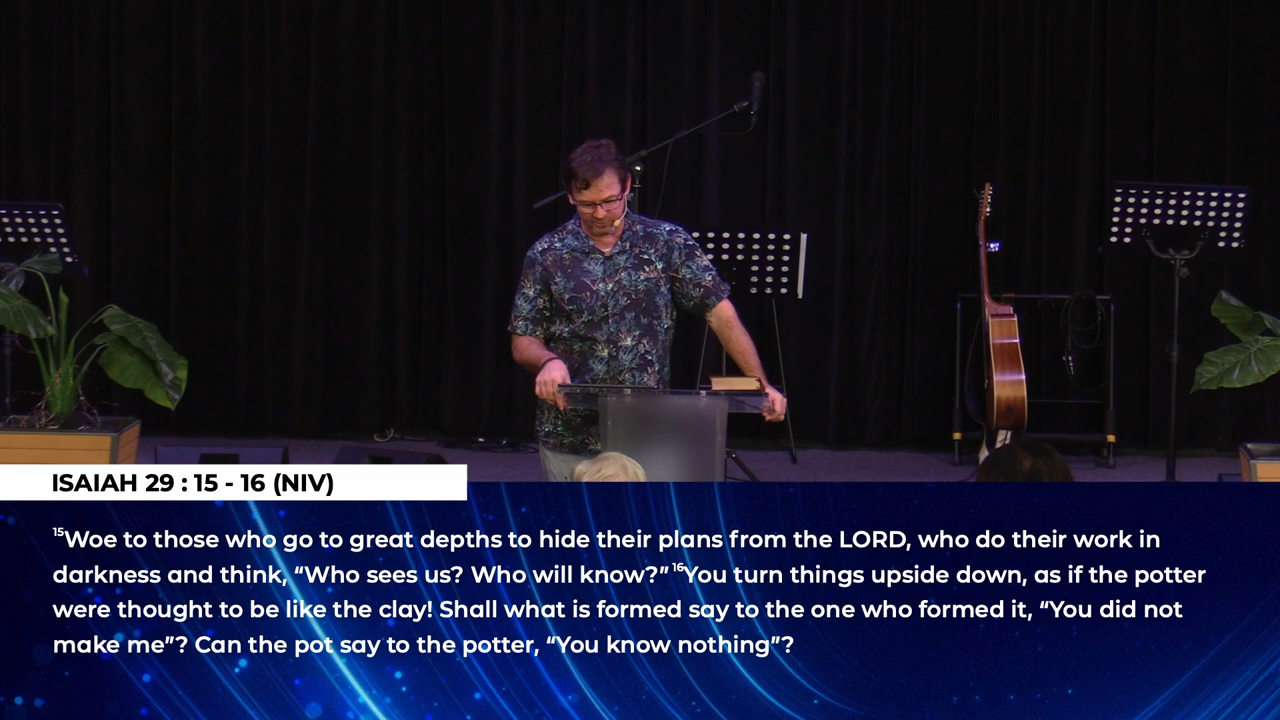 ISAIAH 29 : 15 - 16 (NIV)
¹⁵Woe to those who go to great depths to hide their plans from the LORD, who do their work in
darkness and think, “Who sees us? Who will know?” ¹⁶You turn things upside down, as if the potter
were thought to be like the clay! Shall what is formed say to the one who formed it, “You did not
make me”? Can the pot say to the potter, “You know nothing”?